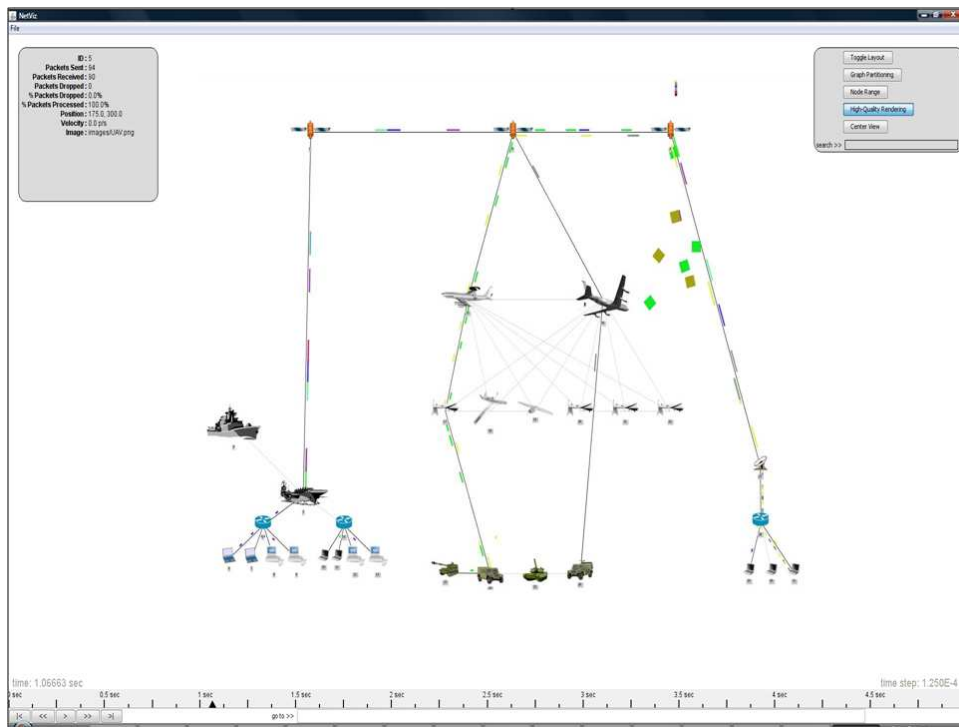 NetViz
File
ID : 5
Packets Sent : 94
Packets Received : 90
Packets Dropped : 0
% Packets Dropped : 0.0%
% Packets Processed : 100.0%
Position : 175.0, 300.0
Velocity : 0.0 p/s
Image : images/UAV.png
Toggle Layout
Graph Partitioning
Node Range
High-Quality Rendering
Center View
search >>
time: 1.06663 sec
time step: 1.250E-4
0 sec 0.5 sec 1 sec 1.5 sec 2 sec 2.5 sec 3 sec 3.5 sec 4 sec 4.5 sec
|< << > >> >|
go to >>